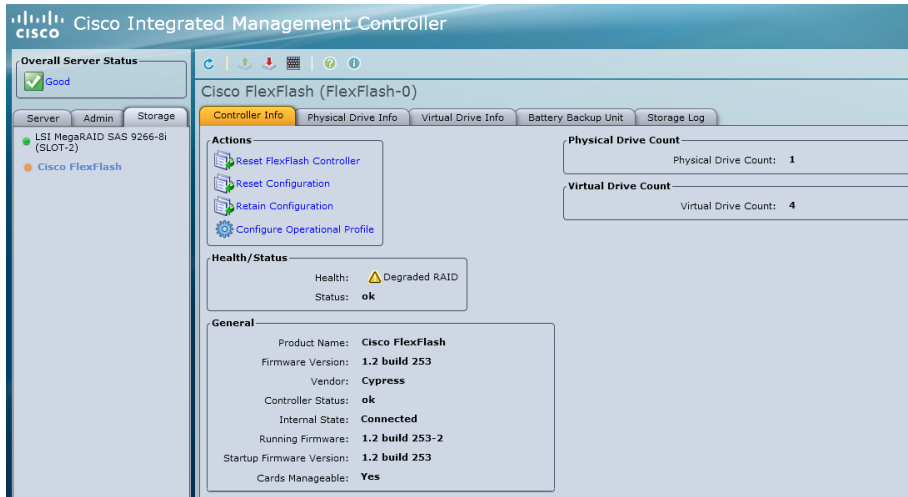 CISCO
Cisco Integrated Management Controller
Overall Server Status
Good
Server
Admin
Storage
LSI MegaRAID SAS 9266-8i
(SLOT-2)
Cisco FlexFlash
Cisco FlexFlash (FlexFlash-0)
Controller Info
Physical Drive Info
Virtual Drive Info
Battery Backup Unit
Storage Log
Actions
Reset FlexFlash Controller
Reset Configuration
Retain Configuration
Configure Operational Profile
Physical Drive Count
Physical Drive Count: 1
Virtual Drive Count
Virtual Drive Count: 4
Health/Status
Health: Degraded RAID
Status: ok
General
Product Name: Cisco FlexFlash
Firmware Version: 1.2 build 253
Vendor: Cypress
Controller Status: ok
Internal State: Connected
Running Firmware: 1.2 build 253-2
Startup Firmware Version: 1.2 build 253
Cards Manageable: Yes